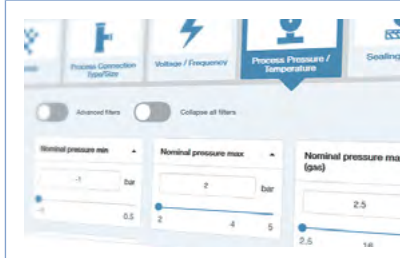 Process Connection
Type/Size
Voltage / Frequency
Process Pressure /
Temperature
Sealing
Advanced filters
Collapse all filters
Nominal pressure min
-1
bar
-1
0.5
Nominal pressure max
2
bar
2
4
5
Nominal pressure ma
(gas)
2.5
2.5
16